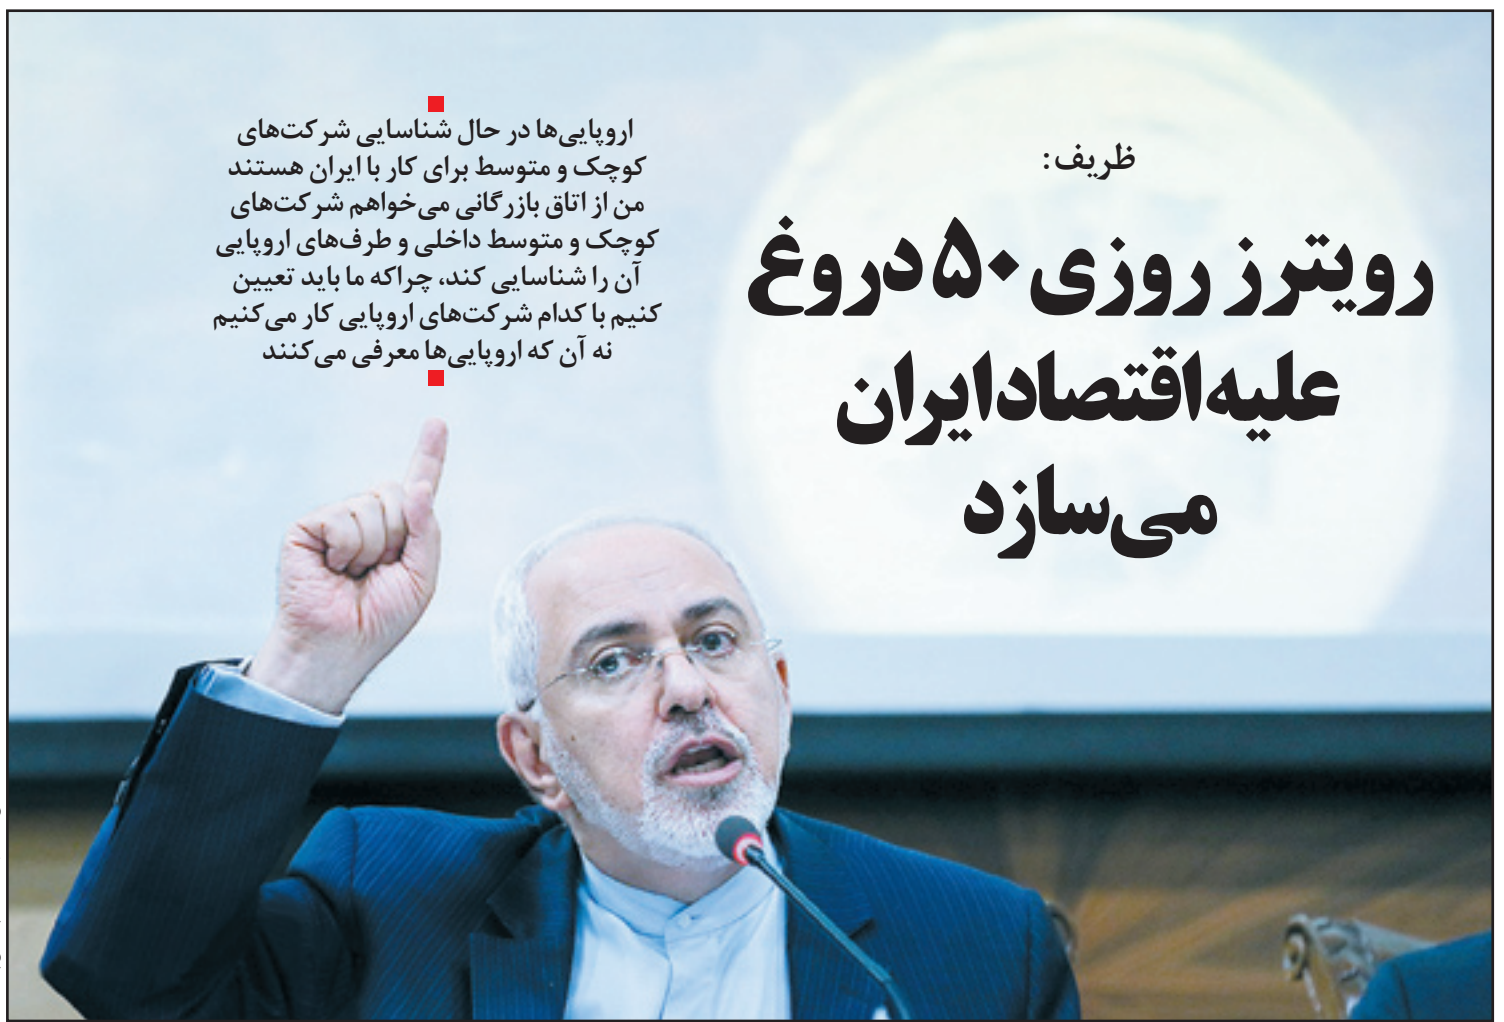 ظریف:
رویترز روزی ۵۰ دروغ
علیه اقتصاد ایران
می‌سازد
اروپایی‌ها در حال شناسایی شرکت‌های
کوچک و متوسط برای کار با ایران هستند
من از اتاق بازرگانی می‌خواهم شرکت‌های
کوچک و متوسط داخلی و طرف‌های اروپایی
آن را شناسایی کند، چراکه ما باید تعیین
کنیم با کدام شرکت‌های اروپایی کار می‌کنیم
نه آن که اروپایی‌ها معرفی می‌کنند